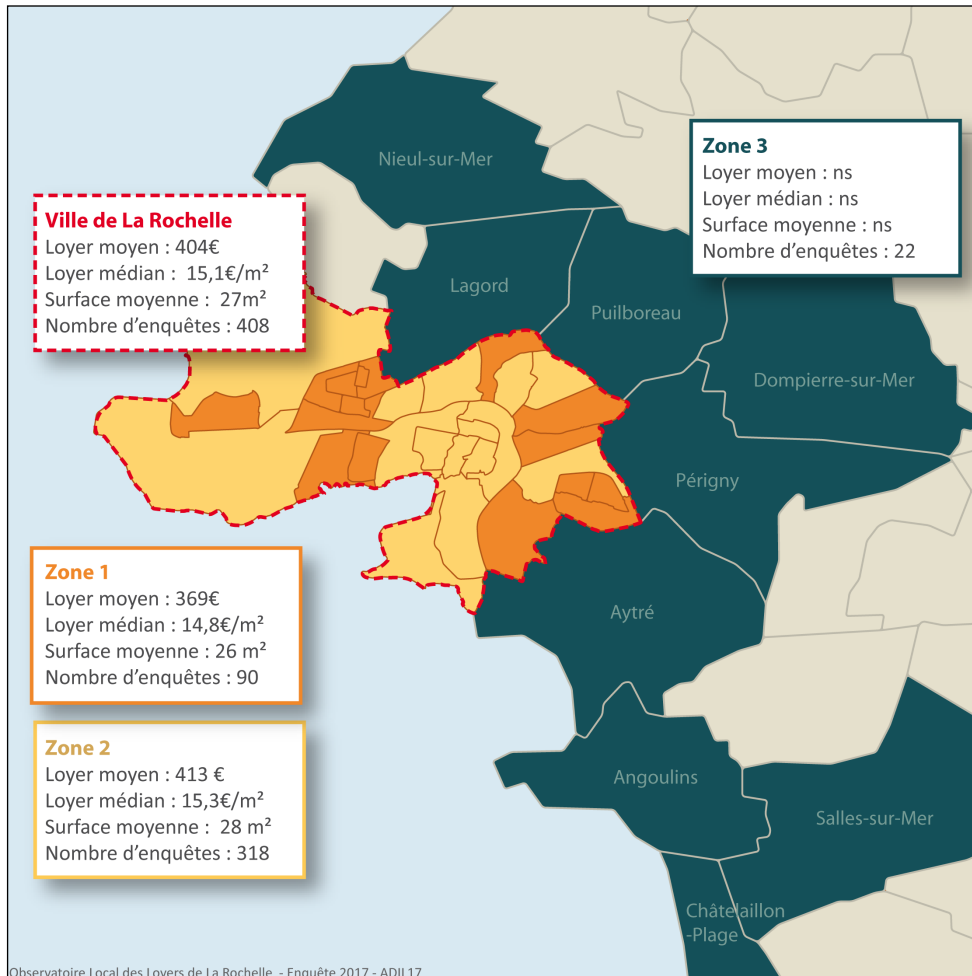 Nieul-sur-Mer
Zone 3
Loyer moyen : ns
Loyer médian : ns
Surface moyenne : ns
Nombre d'enquêtes : 22
Ville de La Rochelle
Loyer moyen : 404€
Loyer médian : 15,1€/m²
Surface moyenne : 27m²
Nombre d'enquêtes : 408
Lagord
Puilboreau
Dompierre-sur-Mer
Périgny
Zone 1
Loyer moyen : 369€
Loyer médian : 14,8€/m²
Surface moyenne : 26 m²
Nombre d'enquêtes : 90
Aytré
Zone 2
Loyer moyen : 413 €
Loyer médian : 15,3€/m²
Surface moyenne : 28 m²
Nombre d'enquêtes : 318
Angoulins
Salles-sur-Mer
Châtelaillon
-Plage
Observatoire Local des Loyers de La Rochelle - Enquête 2017 - ADIL17